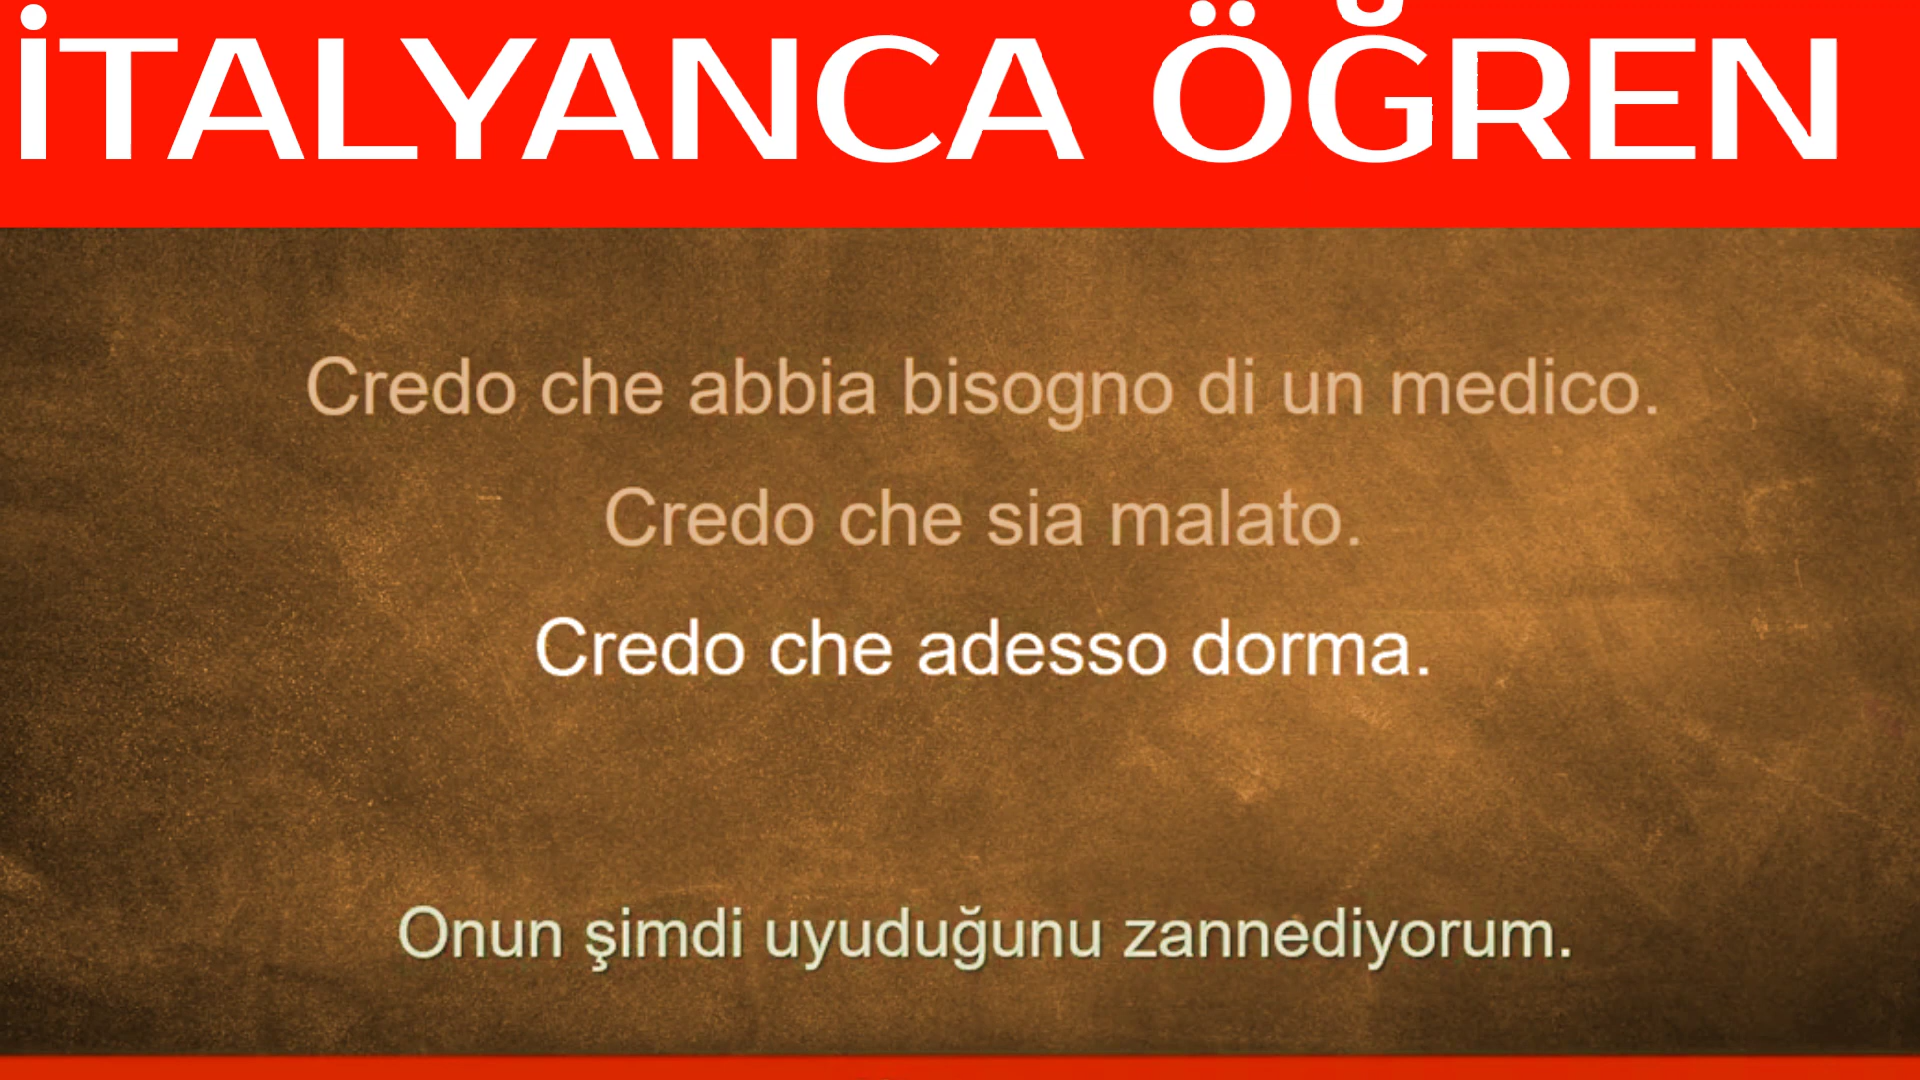 İTALYANCA ÖĞREN
Credo che abbia bisogno di un medico.
Credo che sia malato.
Credo che adesso dorma.
Onun şimdi uyuduğunu zannediyorum.